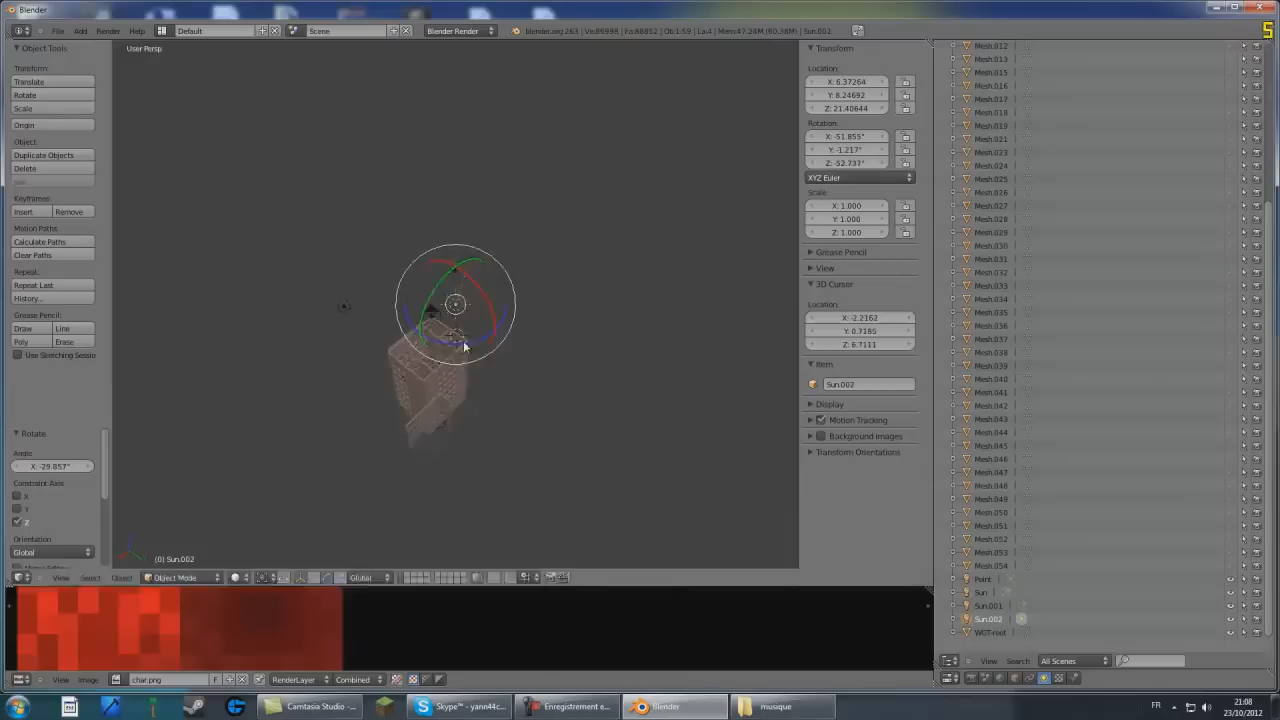 Blender
File Add Render Help Default Scene Blender Render blender.org 263 | Ve:86998 | Fa:88852 | Ob:1-59 | La:4 | Mem:47.24M (60.38M) | Sun.002
Object Tools
Transform:
Translate
Rotate
Scale
Origin
Object:
Duplicate Objects
Delete
Keyframes:
Insert Remove
Motion Paths:
Calculate Paths
Clear Paths
Repeat:
Repeat Last
History...
Grease Pencil:
Draw Line
Poly Erase
Use Sketching Sessio
Rotate
Angle
X: -29.857°
Constraint Axis
X
Y
Z
Orientation
Global
User Persp
(0) Sun.002
View Select Object Object Mode Global
Transform
Location:
X: 6.37264
Y: 8.24692
Z: 21.40644
Rotation:
X: -51.855°
Y: -1.217°
Z: -52.737°
XYZ Euler
Scale:
X: 1.000
Y: 1.000
Z: 1.000
Grease Pencil
View
3D Cursor
Location:
X: -2.2162
Y: 0.7185
Z: 6.7111
Item
Sun.002
Display
Motion Tracking
Background Images
Transform Orientations
Mesh.012
Mesh.013
Mesh.015
Mesh.016
Mesh.017
Mesh.018
Mesh.019
Mesh.021
Mesh.023
Mesh.024
Mesh.025
Mesh.026
Mesh.027
Mesh.028
Mesh.029
Mesh.030
Mesh.031
Mesh.032
Mesh.033
Mesh.034
Mesh.035
Mesh.036
Mesh.037
Mesh.038
Mesh.039
Mesh.040
Mesh.041
Mesh.042
Mesh.043
Mesh.044
Mesh.045
Mesh.046
Mesh.047
Mesh.048
Mesh.049
Mesh.050
Mesh.051
Mesh.052
Mesh.053
Mesh.054
Point
Sun
Sun.001
Sun.002
WGT-root
View Search All Scenes
View Image char.png F RenderLayer Combined
Camtasia Studio -... Skype™ - yann44c... Enregistrement e... Blender musique FR 21:08
23/10/2012